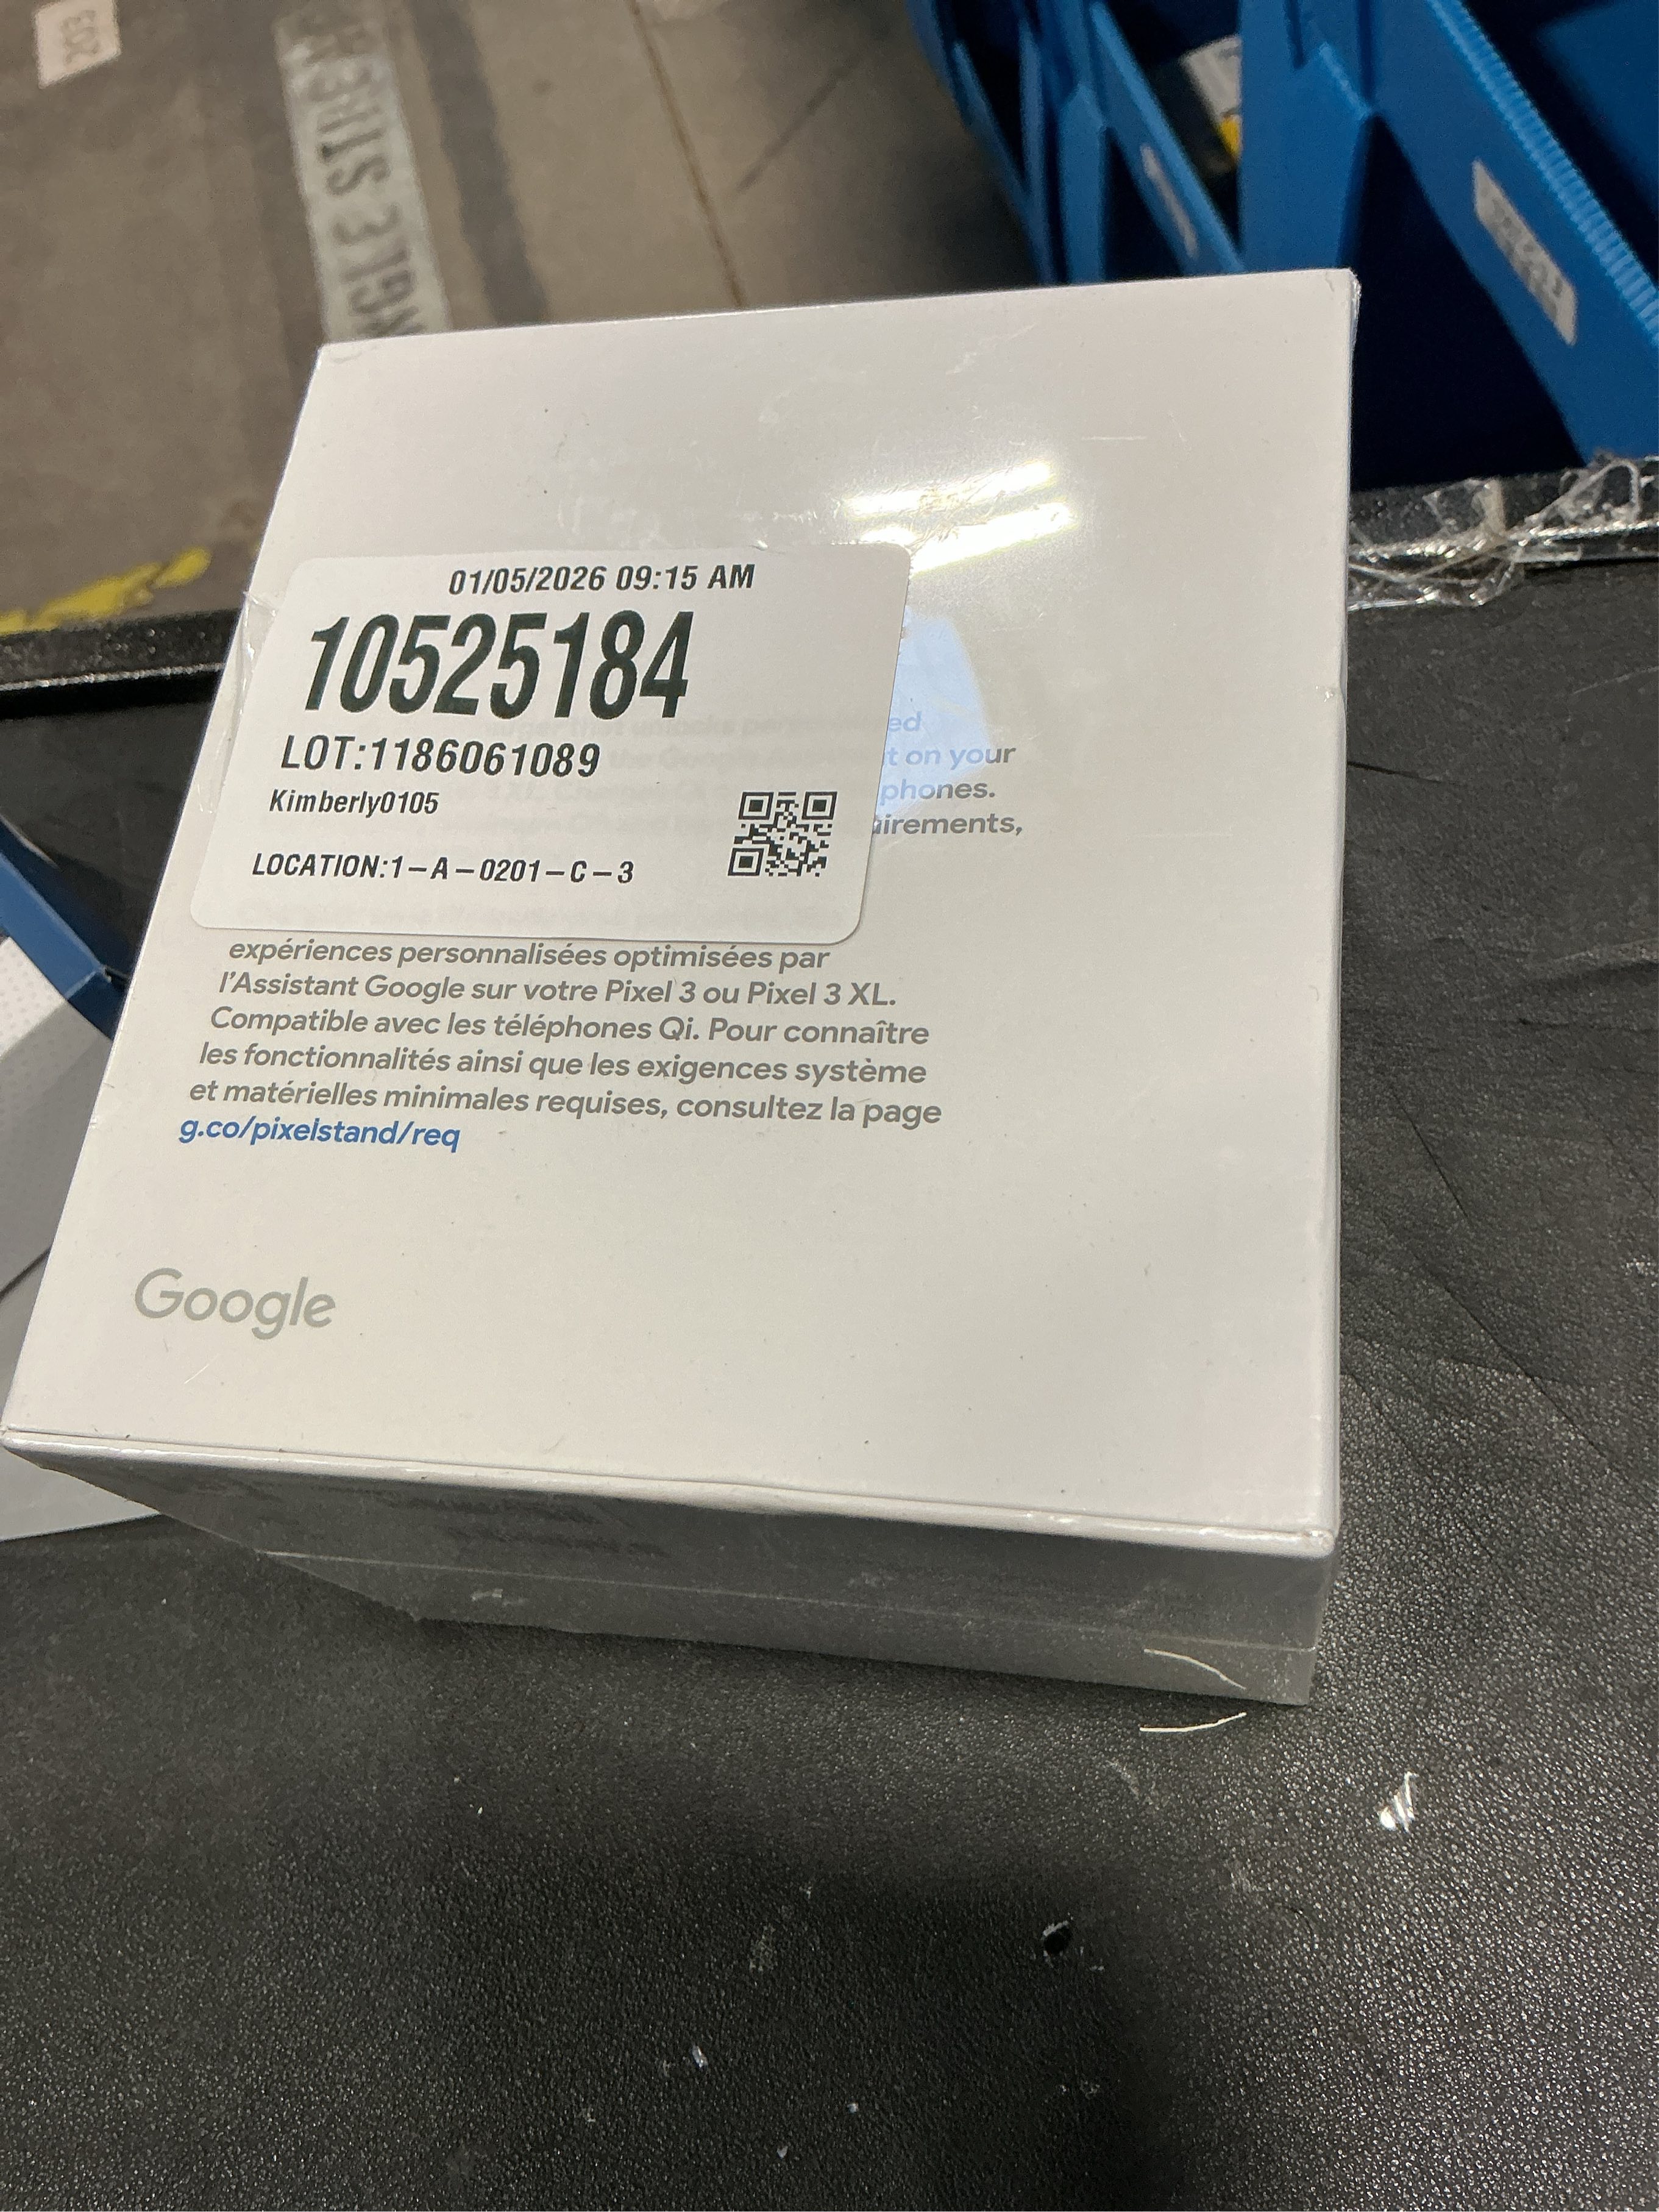 01/05/2026 09:15 AM
10525184
LOT:1186061089
Kimberly0105
LOCATION:1-A-0201-C-3
ed
t on your
phones.
uirements,
expériences personnalisées optimisées par
l'Assistant Google sur votre Pixel 3 ou Pixel 3 XL.
Compatible avec les téléphones Qi. Pour connaître
les fonctionnalités ainsi que les exigences système
et matérielles minimales requises, consultez la page
g.co/pixelstand/req
Google